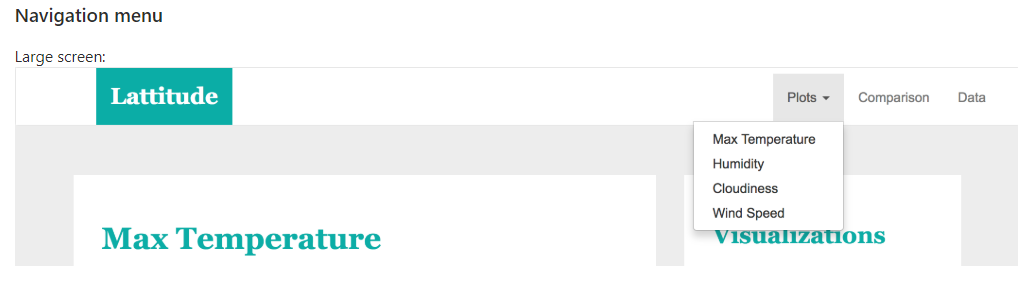 Navigation menu
Large screen:
Lattitude
Plots
Comparison
Data
Max Temperature
Humidity
Cloudiness
Wind Speed
Max Temperature
Visualizations